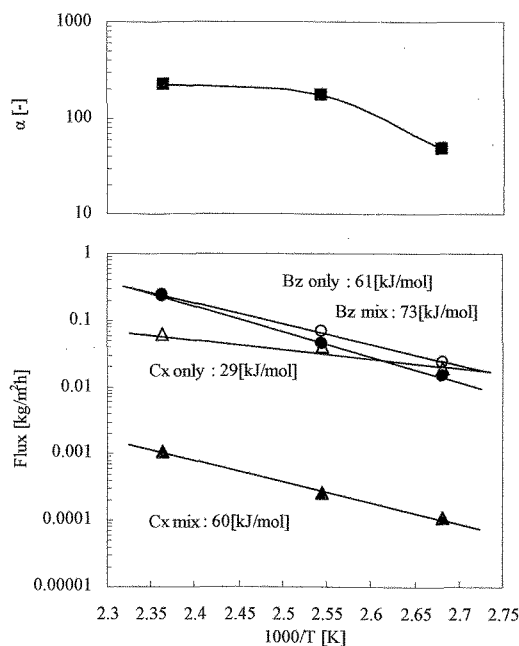 1000
100
10
α [-]
1
0.1
0.01
0.001
0.0001
0.00001
Flux [kg/m²h]
Bz only : 61[kJ/mol]
Bz mix : 73[kJ/mol]
Cx only : 29[kJ/mol]
Cx mix : 60[kJ/mol]
2.3 2.35 2.4 2.45 2.5 2.55 2.6 2.65 2.7 2.75
1000/T [K]